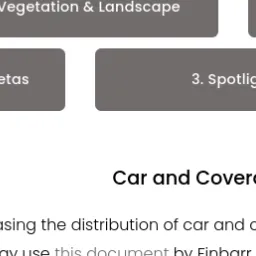 Vegetation & Landscape
etas
3. Spotlig
Car and Covera
asing the distribution of car and c
ay use this document by Finbarr